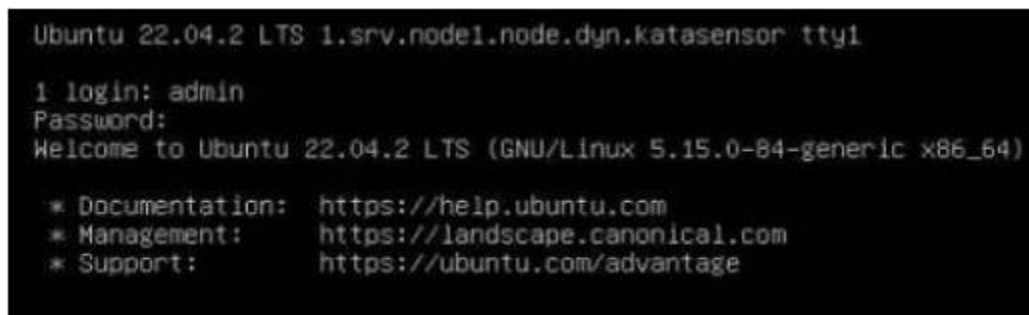 Ubuntu 22.04.2 LTS 1.srv.node1.node.dyn.katasensor tty1
1 login: admin
Password:
Welcome to Ubuntu 22.04.2 LTS (GNU/Linux 5.15.0-84-generic x86_64)
* Documentation: https://help.ubuntu.com
* Management: https://landscape.canonical.com
* Support: https://ubuntu.com/advantage